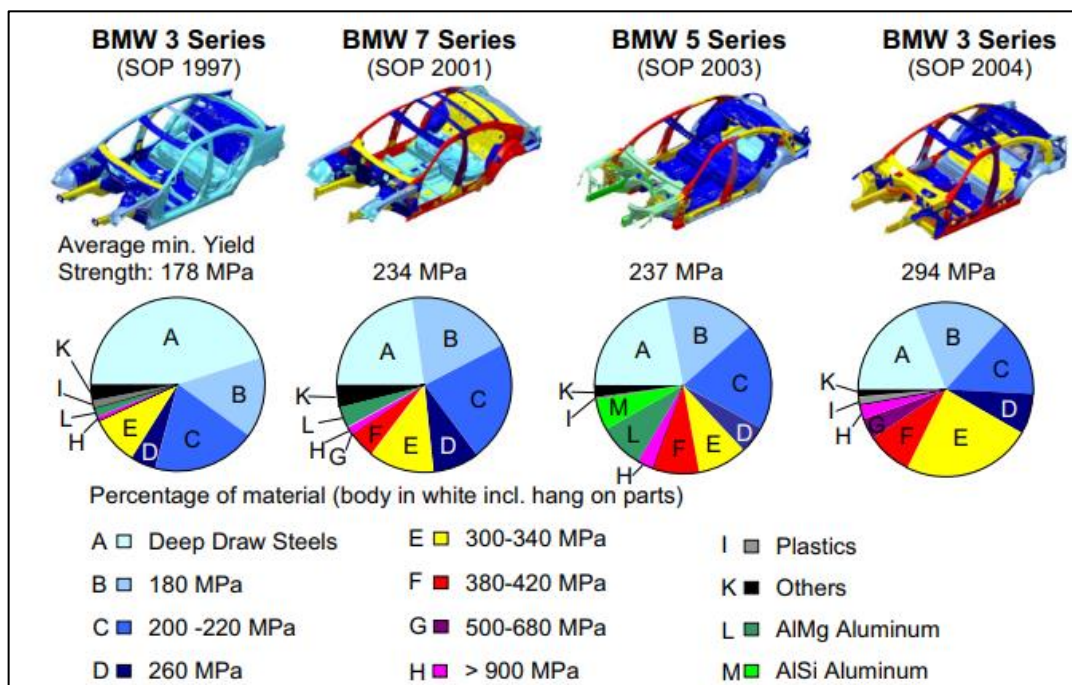 BMW 3 Series
(SOP 1997)
BMW 7 Series
(SOP 2001)
BMW 5 Series
(SOP 2003)
BMW 3 Series
(SOP 2004)
Average min. Yield
Strength: 178 MPa
234 MPa
237 MPa
294 MPa
A
B
C
D
E
H
L
I
K
A
B
C
D
E
F
G
H
L
K
A
B
C
D
E
F
H
L
M
I
K
A
B
C
D
E
F
G
H
I
K
Percentage of material (body in white incl. hang on parts)
A Deep Draw Steels
B 180 MPa
C 200 -220 MPa
D 260 MPa
E 300-340 MPa
F 380-420 MPa
G 500-680 MPa
H > 900 MPa
I Plastics
K Others
L AlMg Aluminum
M AlSi Aluminum